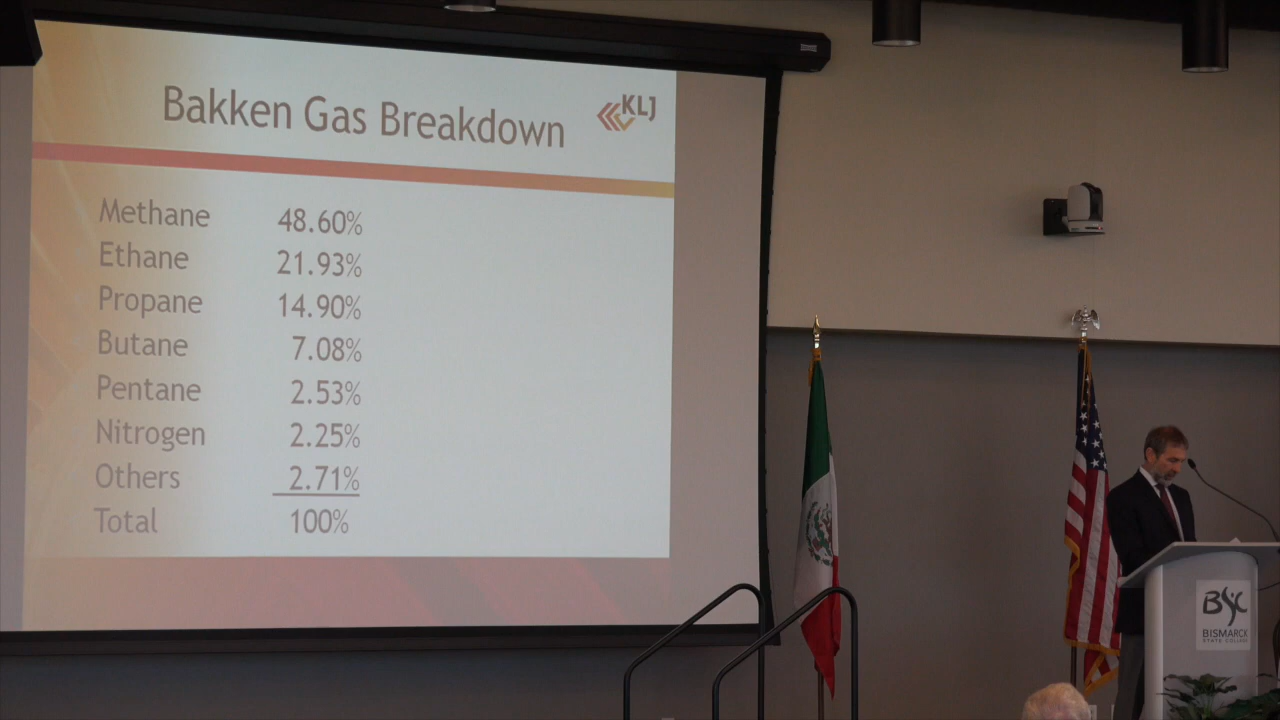 Bakken Gas Breakdown
KLJ
Methane 48.60%
Ethane 21.93%
Propane 14.90%
Butane 7.08%
Pentane 2.53%
Nitrogen 2.25%
Others 2.71%
Total 100%
BSC
BISMARCK
STATE COLLEGE